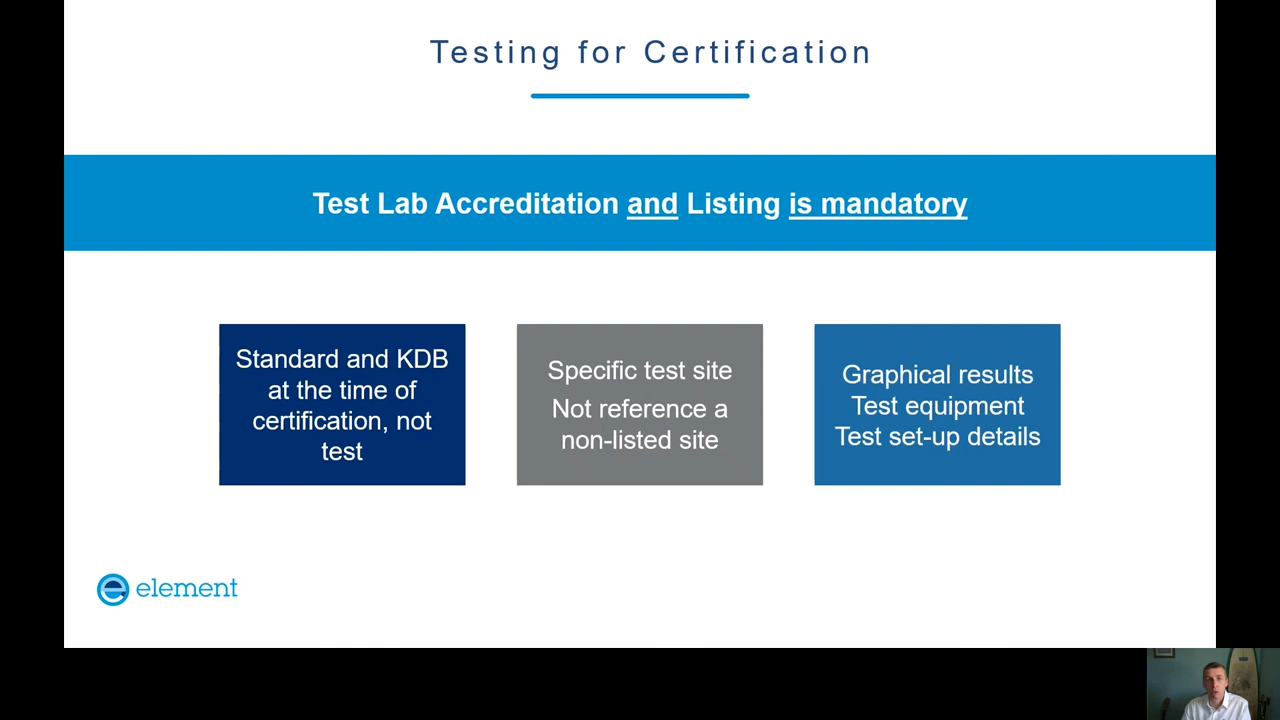 Testing for Certification
Test Lab Accreditation and Listing is mandatory
Standard and KDB
at the time of
certification, not
test
Specific test site
Not reference a
non-listed site
Graphical results
Test equipment
Test set-up details
element